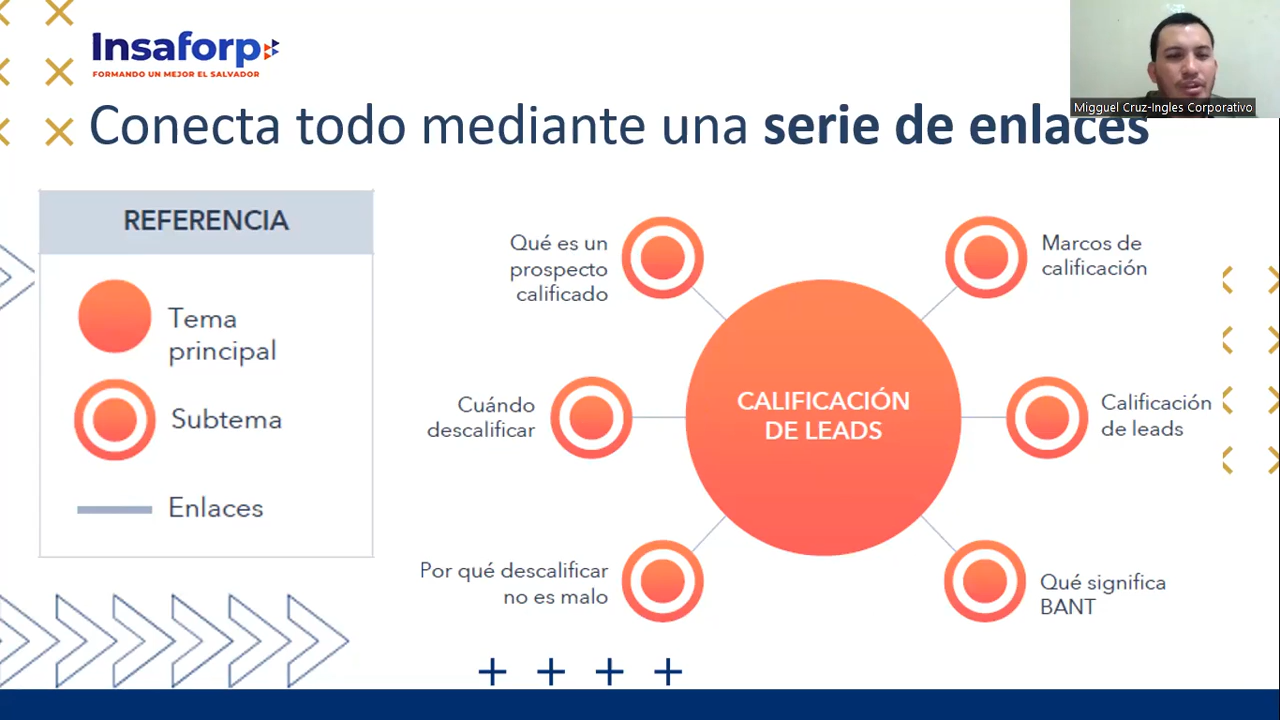 Insaforp
FORMANDO UN MEJOR EL SALVADOR
Migguel Cruz-Ingles Corporativo
Conecta todo mediante una serie de enlaces
REFERENCIA
Tema
principal
Subtema
Enlaces
Qué es un
prospecto
calificado
Marcos de
calificación
Cuándo
descalificar
CALIFICACIÓN
DE LEADS
Calificación
de leads
Por qué descalificar
no es malo
Qué significa
BANT